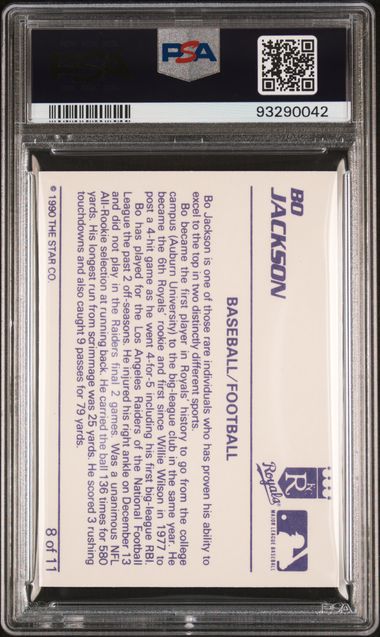 PSA
93290042
BO
JACKSON
Royals
MAJOR LEAGUE BASEBALL
BASEBALL/FOOTBALL
Bo Jackson is one of those rare individuals who has proven his ability to
excel to the top in two distinctly different sports.
Bo became the first player in Royals' history to go from the college
campus (Auburn University) to the big-league club in the same year. He
became the 6th Royals' rookie and first since Willie Wilson in 1977 to
post a 4-hit game as he went 4-for-5 including his first big-league RBI.
Bo has played for the Los Angeles Raiders of the National Football
League the past 2 off-seasons. He injured his right ankle on December 13
and did not play in the Raiders final 2 games. Was a unanimous NFL
All-Rookie selection at running back. He carried the ball 136 times for 580
yards. His longest run from scrimmage was 25 yards. He scored 3 rushing
touchdowns and also caught 9 passes for 79 yards.
© 1990 THE STAR CO.
8 of 11
PSA